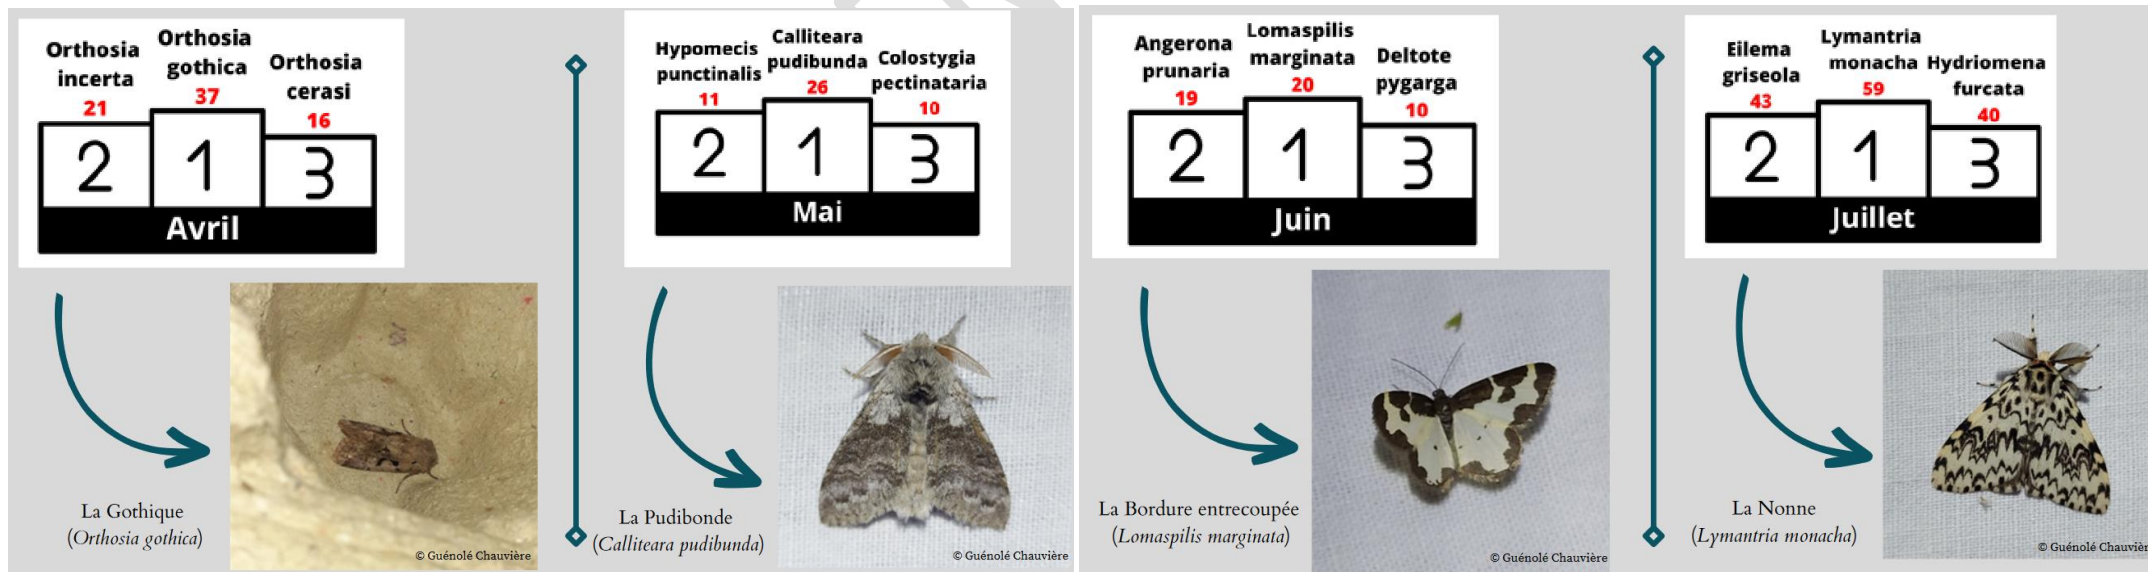 Orthosia
incerta
21
Orthosia
gothica
37
Orthosia
cerasi
16
2
1
3
Avril
La Gothique
(Orthosia gothica)
© Guénolé Chauvière
Hypomecis
punctinalis
11
Calliteara
pudibunda
26
Colostygia
pectinataria
10
2
1
3
Mai
La Pudibonde
(Calliteara pudibunda)
© Guénolé Chauvière
Angerona
prunaria
19
Lomaspilis
marginata
20
Deltote
pygarga
10
2
1
3
Juin
La Bordure entrecoupée
(Lomaspilis marginata)
© Guénolé Chauvière
Eilema
griseola
43
Lymantria
monacha
59
Hydriomena
furcata
40
2
1
3
Juillet
La Nonne
(Lymantria monacha)
© Guénolé Chauvièr